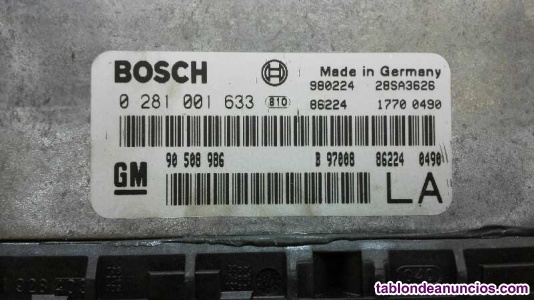 BOSCH Made in Germany
980224 28SA3626
0 281 001 633 810 86224 1770 0490
90 508 986 B 97008 86224 0490
GM LA
tablondeanuncios.com